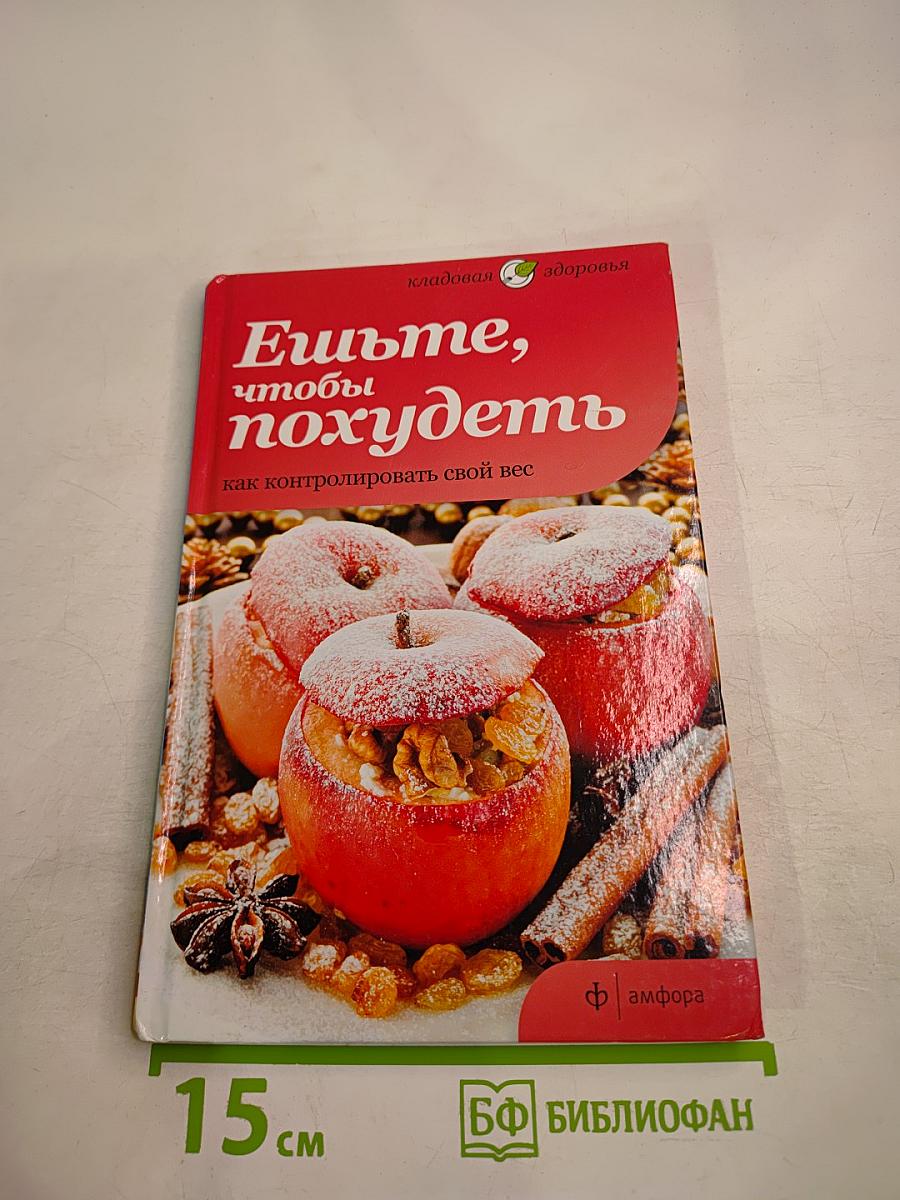 кладовая здоровья
Ешьте,
чтобы
похудеть
как контролировать свой вес
ф амфора
15 см
БФ БИБЛИОФАН